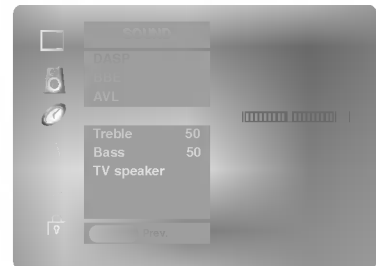 SOUND
DASP
AVL
Treble 50
Bass 50
TV speaker
Prev.